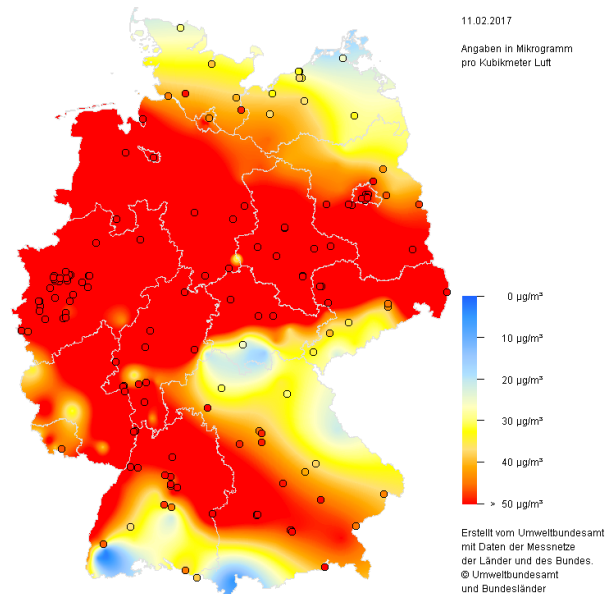 11.02.2017
Angaben in Mikrogramm
pro Kubikmeter Luft
0 µg/m³
10 µg/m³
20 µg/m³
30 µg/m³
40 µg/m³
> 50 µg/m³
Erstellt vom Umweltbundesamt
mit Daten der Messnetze
der Länder und des Bundes.
© Umweltbundesamt
und Bundesländer